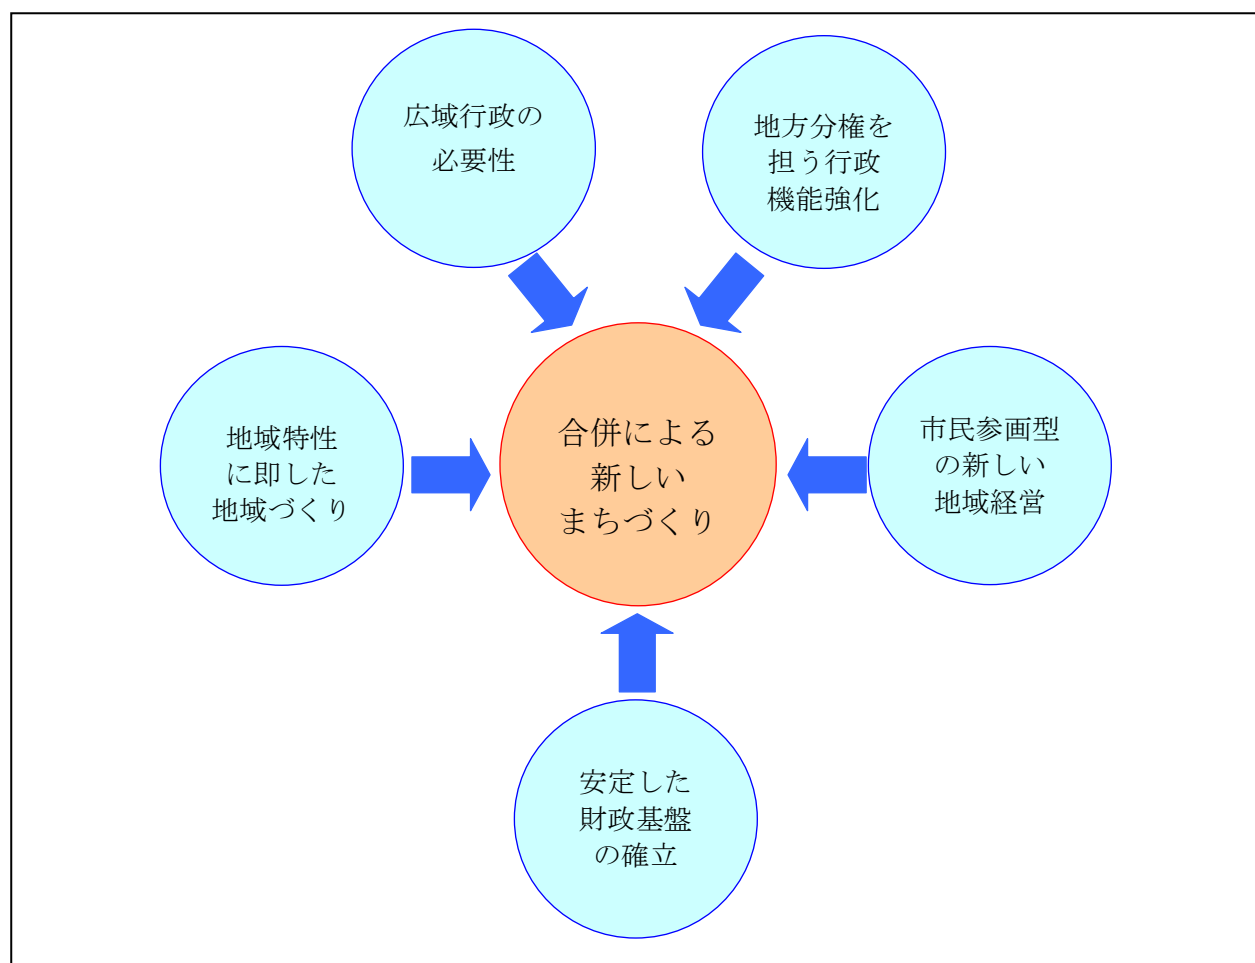 広域行政の
必要性
地方分権を
担う行政
機能強化
地域特性
に即した
地域づくり
合併による
新しい
まちづくり
市民参画型
の新しい
地域経営
安定した
財政基盤
の確立